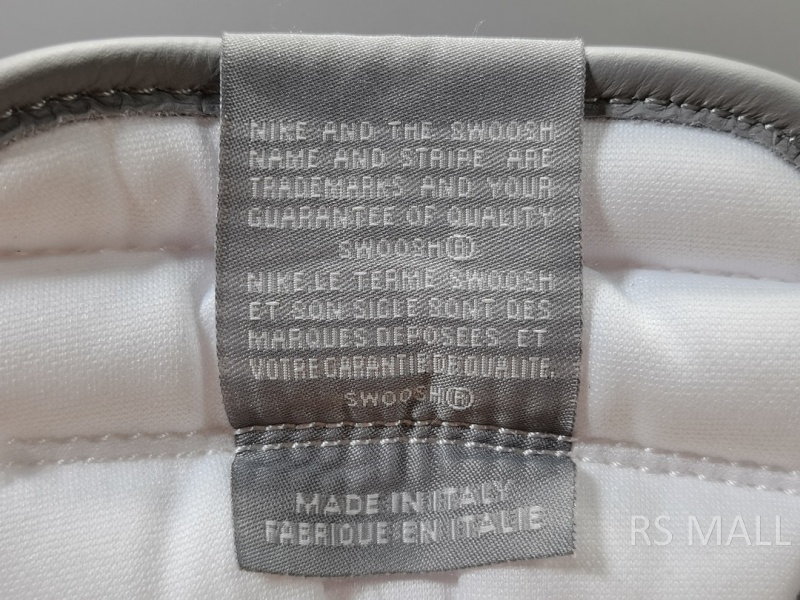 NIKE AND THE SWOOSH
NAME AND STRIPE ARE
TRADEMARKS AND YOUR
GUARANTEE OF QUALITY
SWOOSH®
NIKE.LE TERME SWOOSH
ET SON SIGLE SONT DES
MARQUES DEPOSEES ET
VOTRE GARANTIE DE QUALITE.
SWOOSH®
MADE IN ITALY
FABRIQUE EN ITALIE
RS MALL